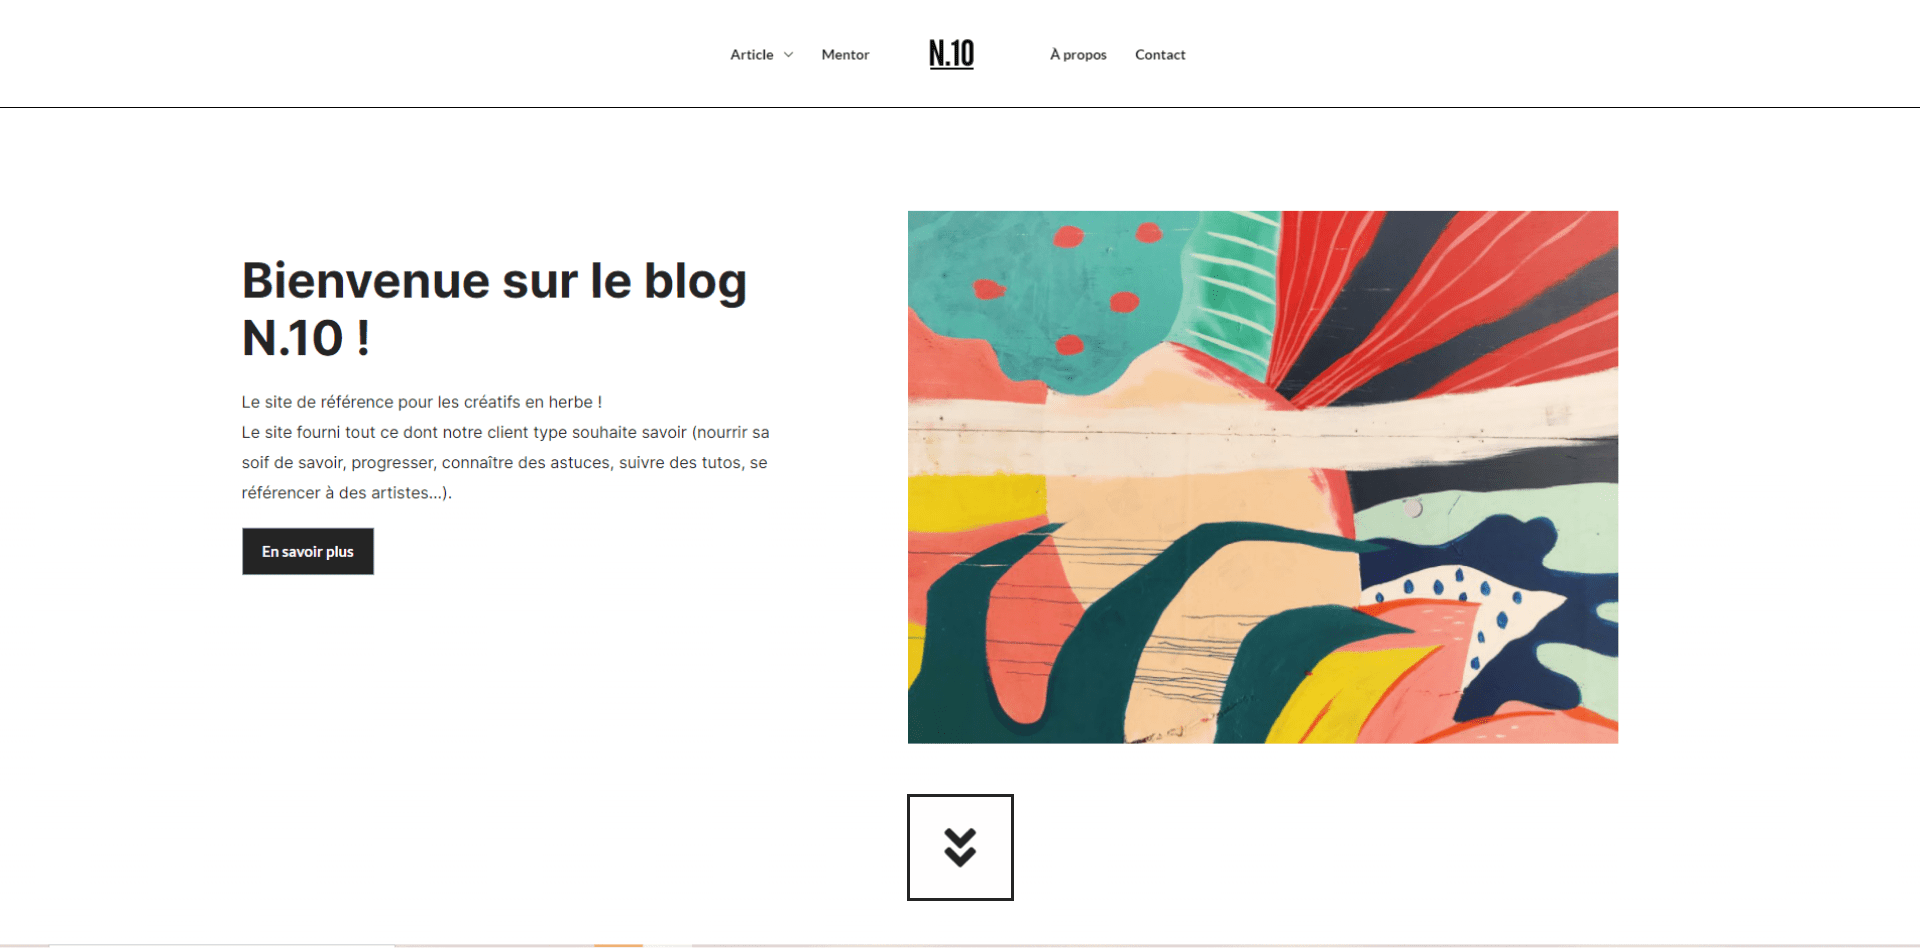 Article
Mentor
N.10
À propos
Contact
Bienvenue sur le blog
N.10 !
Le site de référence pour les créatifs en herbe !
Le site fourni tout ce dont notre client type souhaite savoir (nourrir sa
soif de savoir, progresser, connaître des astuces, suivre des tutos, se
référencer à des artistes...).
En savoir plus